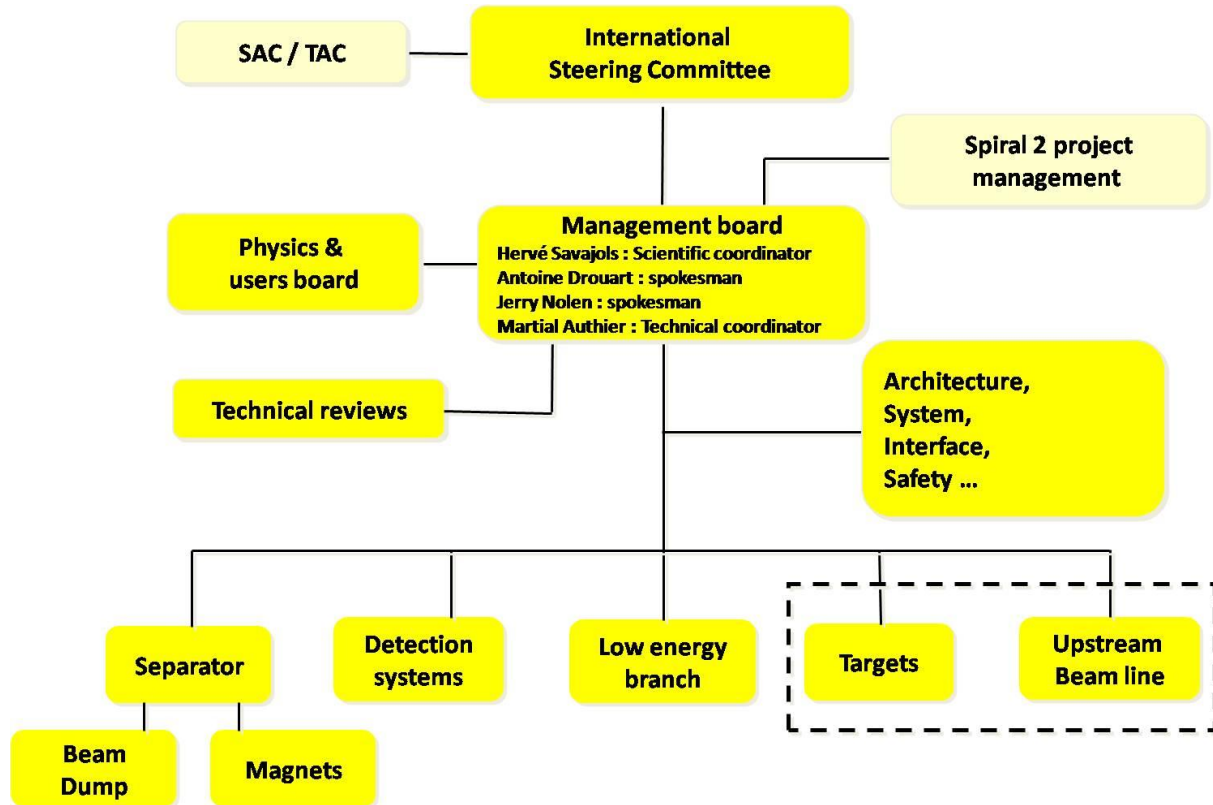 SAC / TAC
International
Steering Committee
Spiral 2 project
management
Physics &
users board
Management board
Hervé Savajols : Scientific coordinator
Antoine Drouart : spokesman
Jerry Nolen : spokesman
Martial Authier : Technical coordinator
Technical reviews
Architecture,
System,
Interface,
Safety ...
Separator
Detection
systems
Low energy
branch
Targets
Upstream
Beam line
Beam
Dump
Magnets